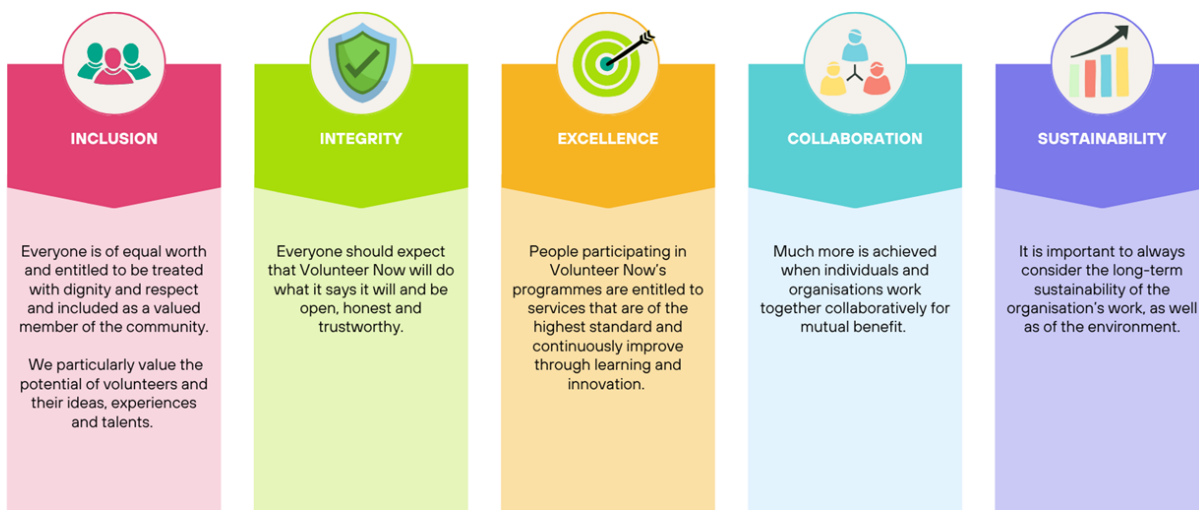 INCLUSION
Everyone is of equal worth
and entitled to be treated
with dignity and respect
and included as a valued
member of the community.
We particularly value the
potential of volunteers and
their ideas, experiences
and talents.
INTEGRITY
Everyone should expect
that Volunteer Now will do
what it says it will and be
open, honest and
trustworthy.
EXCELLENCE
People participating in
Volunteer Now's
programmes are entitled to
services that are of the
highest standard and
continuously improve
through learning and
innovation.
COLLABORATION
Much more is achieved
when individuals and
organisations work
together collaboratively for
mutual benefit.
SUSTAINABILITY
It is important to always
consider the long-term
sustainability of the
organisation's work, as well
as of the environment.